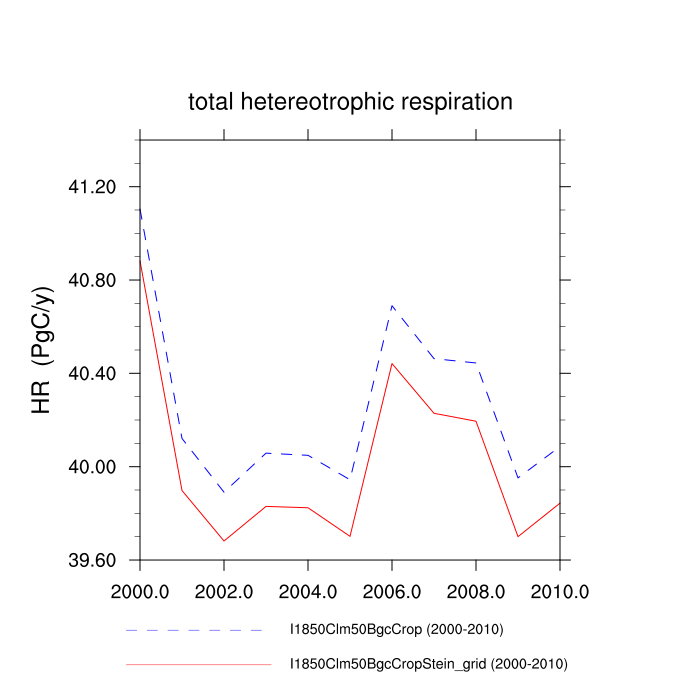 total hetereotrophic respiration
HR (PgC/y)
41.20
40.80
40.40
40.00
39.60
2000.0 2002.0 2004.0 2006.0 2008.0 2010.0
I1850Clm50BgcCrop (2000-2010)
I1850Clm50BgcCropStein_grid (2000-2010)